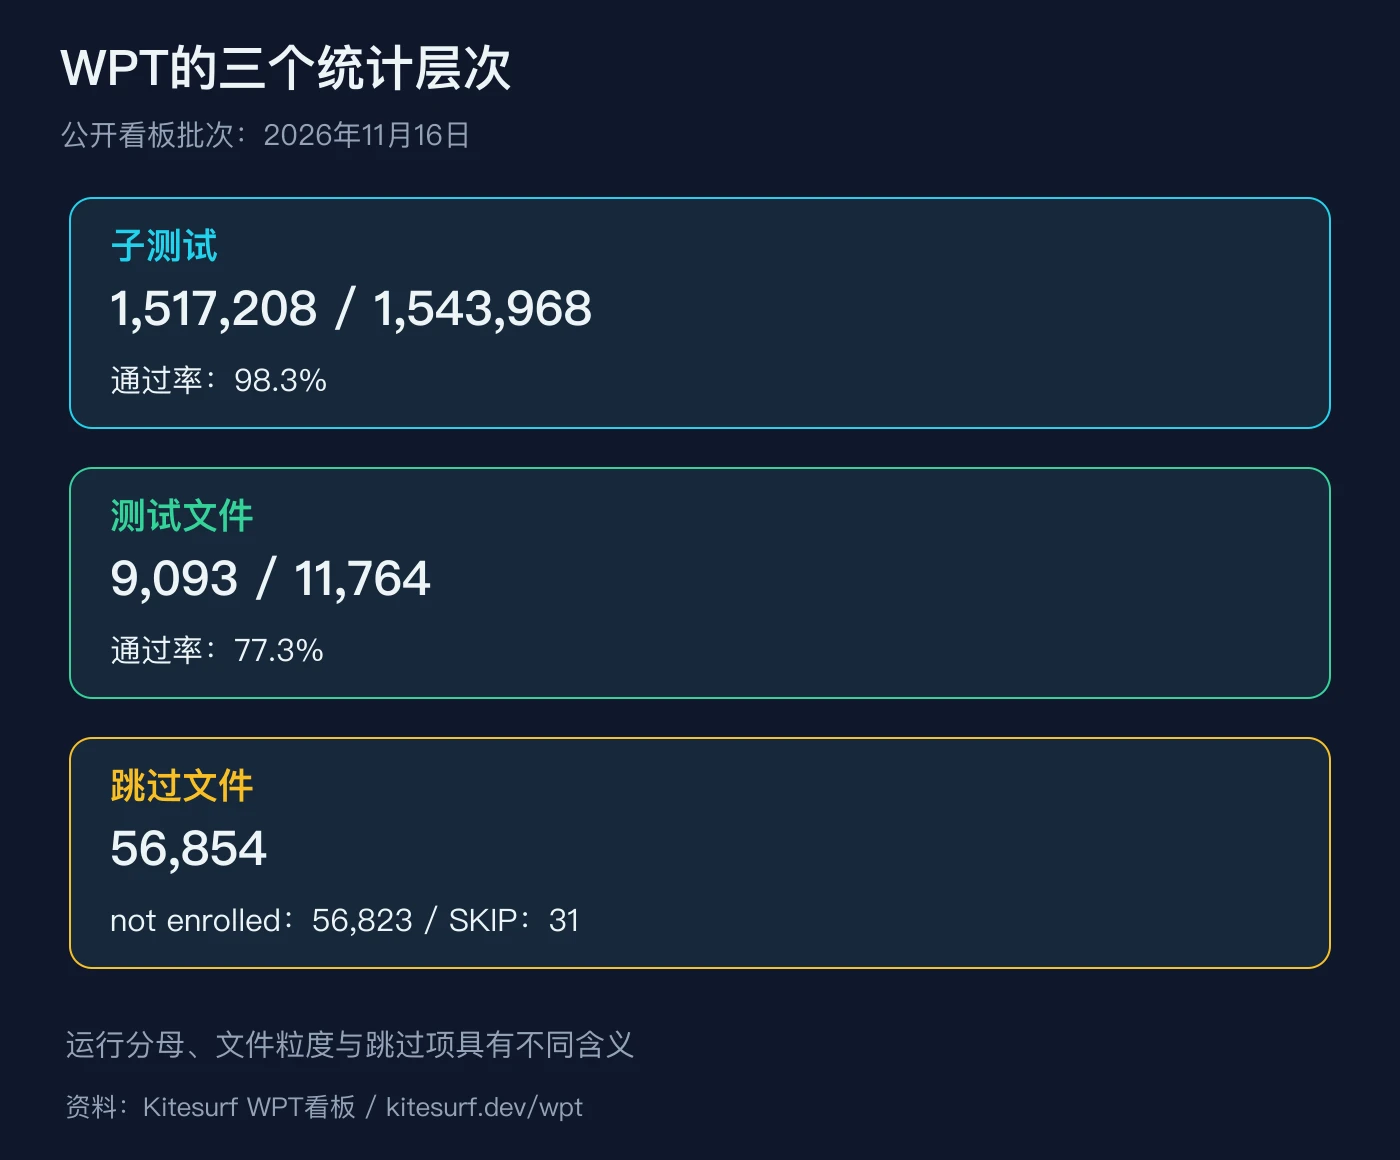 WPT的三个统计层次
公开看板批次：2026年11月16日
子测试
1,517,208 / 1,543,968
通过率：98.3%
测试文件
9,093 / 11,764
通过率：77.3%
跳过文件
56,854
not enrolled：56,823 / SKIP：31
运行分母、文件粒度与跳过项具有不同含义
资料：Kitesurf WPT看板 / kitesurf.dev/wpt